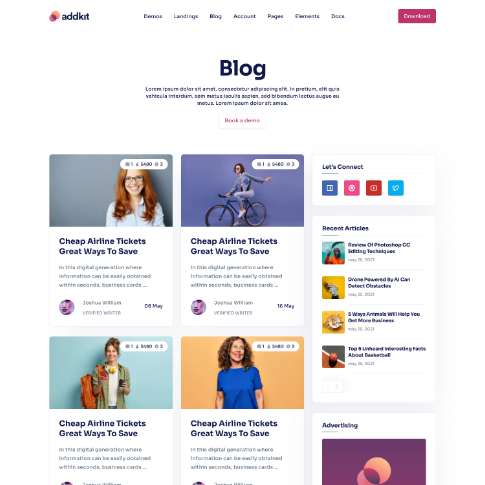 addkit
Demos Landings Blog Account Pages Elements Docs
Download
Blog
Lorem ipsum dolor sit amet, consectetur adipiscing elit. In pretium, elit quis
vehicula interdum, sem metus iaculis sapien, sed bibendum lectus augue eu
metus. Lorem ipsum dolor sit amet.
Book a demo
1 5480 3
Cheap Airline Tickets
Great Ways To Save
In this digital generation where
information can be easily obtained
within seconds, business cards ...
Joshua William
VERIFIED WRITER
08 May
1 5480 3
Cheap Airline Tickets
Great Ways To Save
In this digital generation where
information can be easily obtained
within seconds, business cards ...
Joshua William
VERIFIED WRITER
16 May
1 5480 3
Cheap Airline Tickets
Great Ways To Save
In this digital generation where
information can be easily obtained
within seconds, business cards ...
Joshua William
1 5480 3
Cheap Airline Tickets
Great Ways To Save
In this digital generation where
information can be easily obtained
within seconds, business cards ...
Joshua William
Let's Connect
Recent Articles
Review Of Photoshop CC
Editing Techniques
may 20, 2021
Drone Powered By AI Can
Detect Obstacles
may 20, 2021
5 Ways Animals Will Help You
Get More Business
may 20, 2021
Top 5 Unheard Interesting Facts
About Basketball
may 20, 2021
Advertising